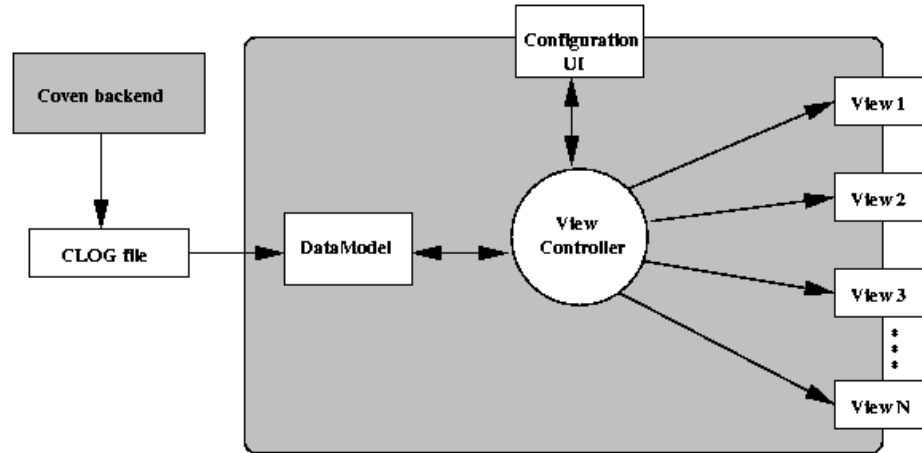 Configuration
UI
Coven backend
View 1
View 2
View
Controller
CLOG file
DataModel
View 3
***
View N